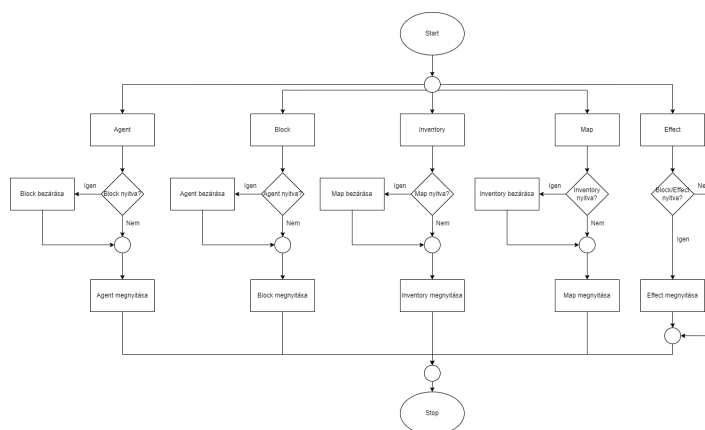 Start
Agent
Block
Inventory
Map
Effect
Block bezárása
Igen
Block nyitva?
Agent bezárása
Igen
Agent nyitva?
Map bezárása
Igen
Map nyitva?
Inventory bezárása
Igen
Inventory
nyitva?
Block/Effect
nyitva?
Nem
Nem
Nem
Nem
Igen
Agent megnyitása
Block megnyitása
Inventory megnyitása
Map megnyitása
Effect megnyitása
Stop